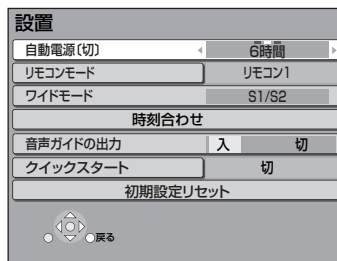 設置
自動電源〔切〕 6時間
リモコンモード リモコン1
ワイドモード S1/S2
時刻合わせ
音声ガイドの出力 入 切
クイックスタート 切
初期設定リセット
戻る